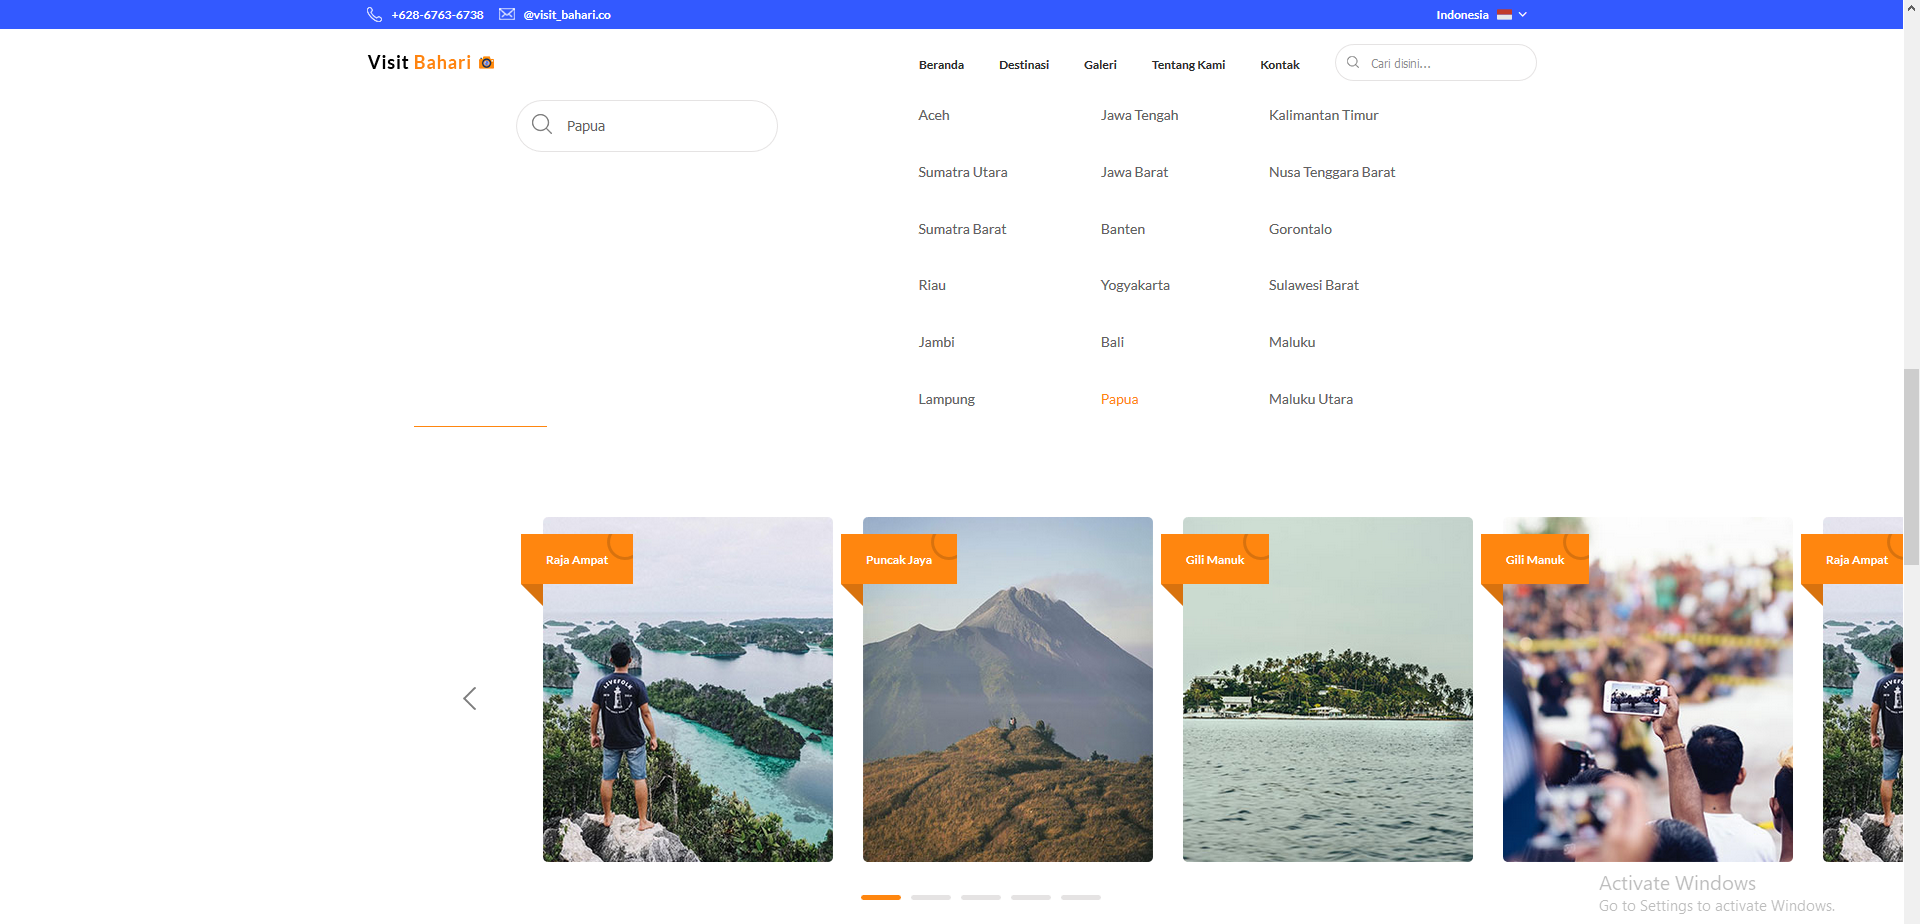 +628-6763-6738 @visit_bahari.co Indonesia
Visit Bahari Beranda Destinasi Galeri Tentang Kami Kontak Cari disini...
Papua
Aceh Jawa Tengah Kalimantan Timur
Sumatra Utara Jawa Barat Nusa Tenggara Barat
Sumatra Barat Banten Gorontalo
Riau Yogyakarta Sulawesi Barat
Jambi Bali Maluku
Lampung Papua Maluku Utara
Raja Ampat Puncak Jaya Gili Manuk Gili Manuk Raja Ampat
LIVEFOLK
Activate Windows
Go to Settings to activate Windows.